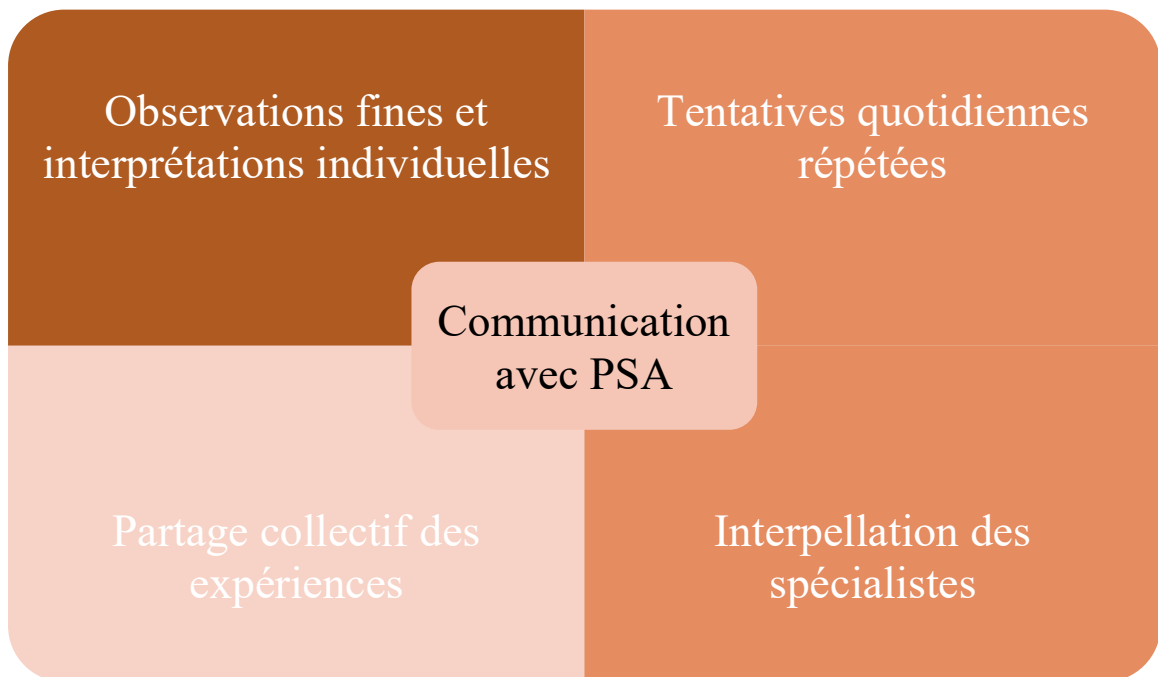 Observations fines et
interprétations individuelles
Tentatives quotidiennes
répétées
Communication
avec PSA
Partage collectif des
expériences
Interpellation des
spécialistes